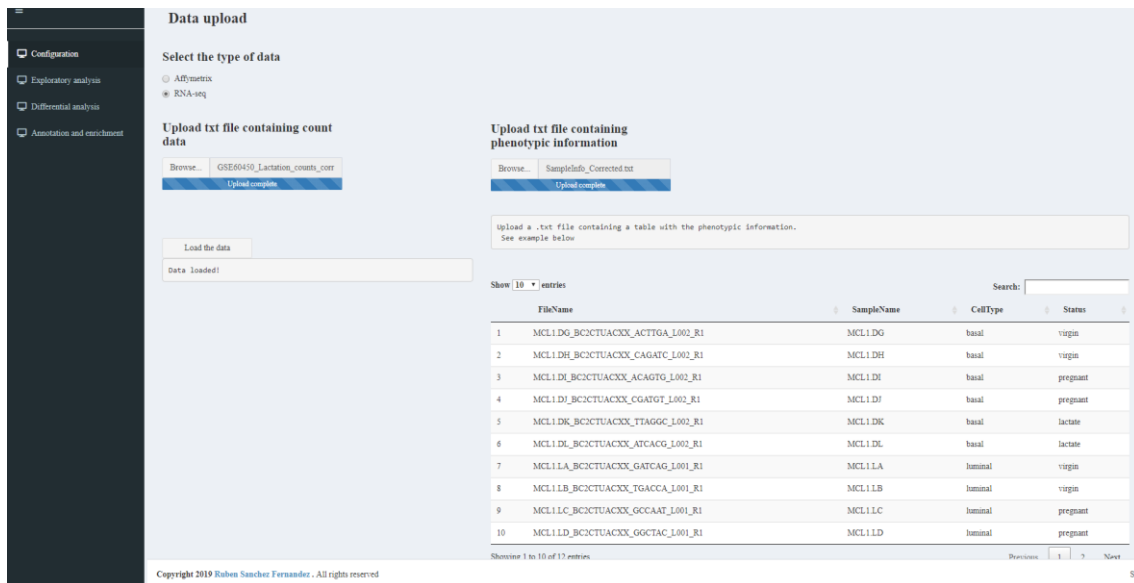 Data upload
Configuration
Exploratory analysis
Differential analysis
Annotation and enrichment
Select the type of data
Affymetrix
RNA-seq
Upload txt file containing count
data
Browse... GSE60450_Lactation_counts_corr
Upload complete
Load the data
Data loaded!
Upload txt file containing
phenotypic information
Browse... SampleInfo_Corrected.txt
Upload complete
Upload a .txt file containing a table with the phenotypic information.
See example below
Show 10 entries Search:
FileName SampleName CellType Status
1 MCL1.DG_BC2CTUACXX_ACTTGA_L002_R1 MCL1.DG basal virgin
2 MCL1.DH_BC2CTUACXX_CAGATC_L002_R1 MCL1.DH basal virgin
3 MCL1.DI_BC2CTUACXX_ACAGTG_L002_R1 MCL1.DI basal pregnant
4 MCL1.DJ_BC2CTUACXX_CGATGT_L002_R1 MCL1.DJ basal pregnant
5 MCL1.DK_BC2CTUACXX_TTAGGC_L002_R1 MCL1.DK basal lactate
6 MCL1.DL_BC2CTUACXX_ATCACG_L002_R1 MCL1.DL basal lactate
7 MCL1.LA_BC2CTUACXX_GATCAG_L001_R1 MCL1.LA luminal virgin
8 MCL1.LB_BC2CTUACXX_TGACCA_L001_R1 MCL1.LB luminal virgin
9 MCL1.LC_BC2CTUACXX_GCCAAT_L001_R1 MCL1.LC luminal pregnant
10 MCL1.LD_BC2CTUACXX_GGCTAC_L001_R1 MCL1.LD luminal pregnant
Showing 1 to 10 of 12 entries Previous 1 2 Next
Copyright 2019 Ruben Sanchez Fernandez . All rights reserved